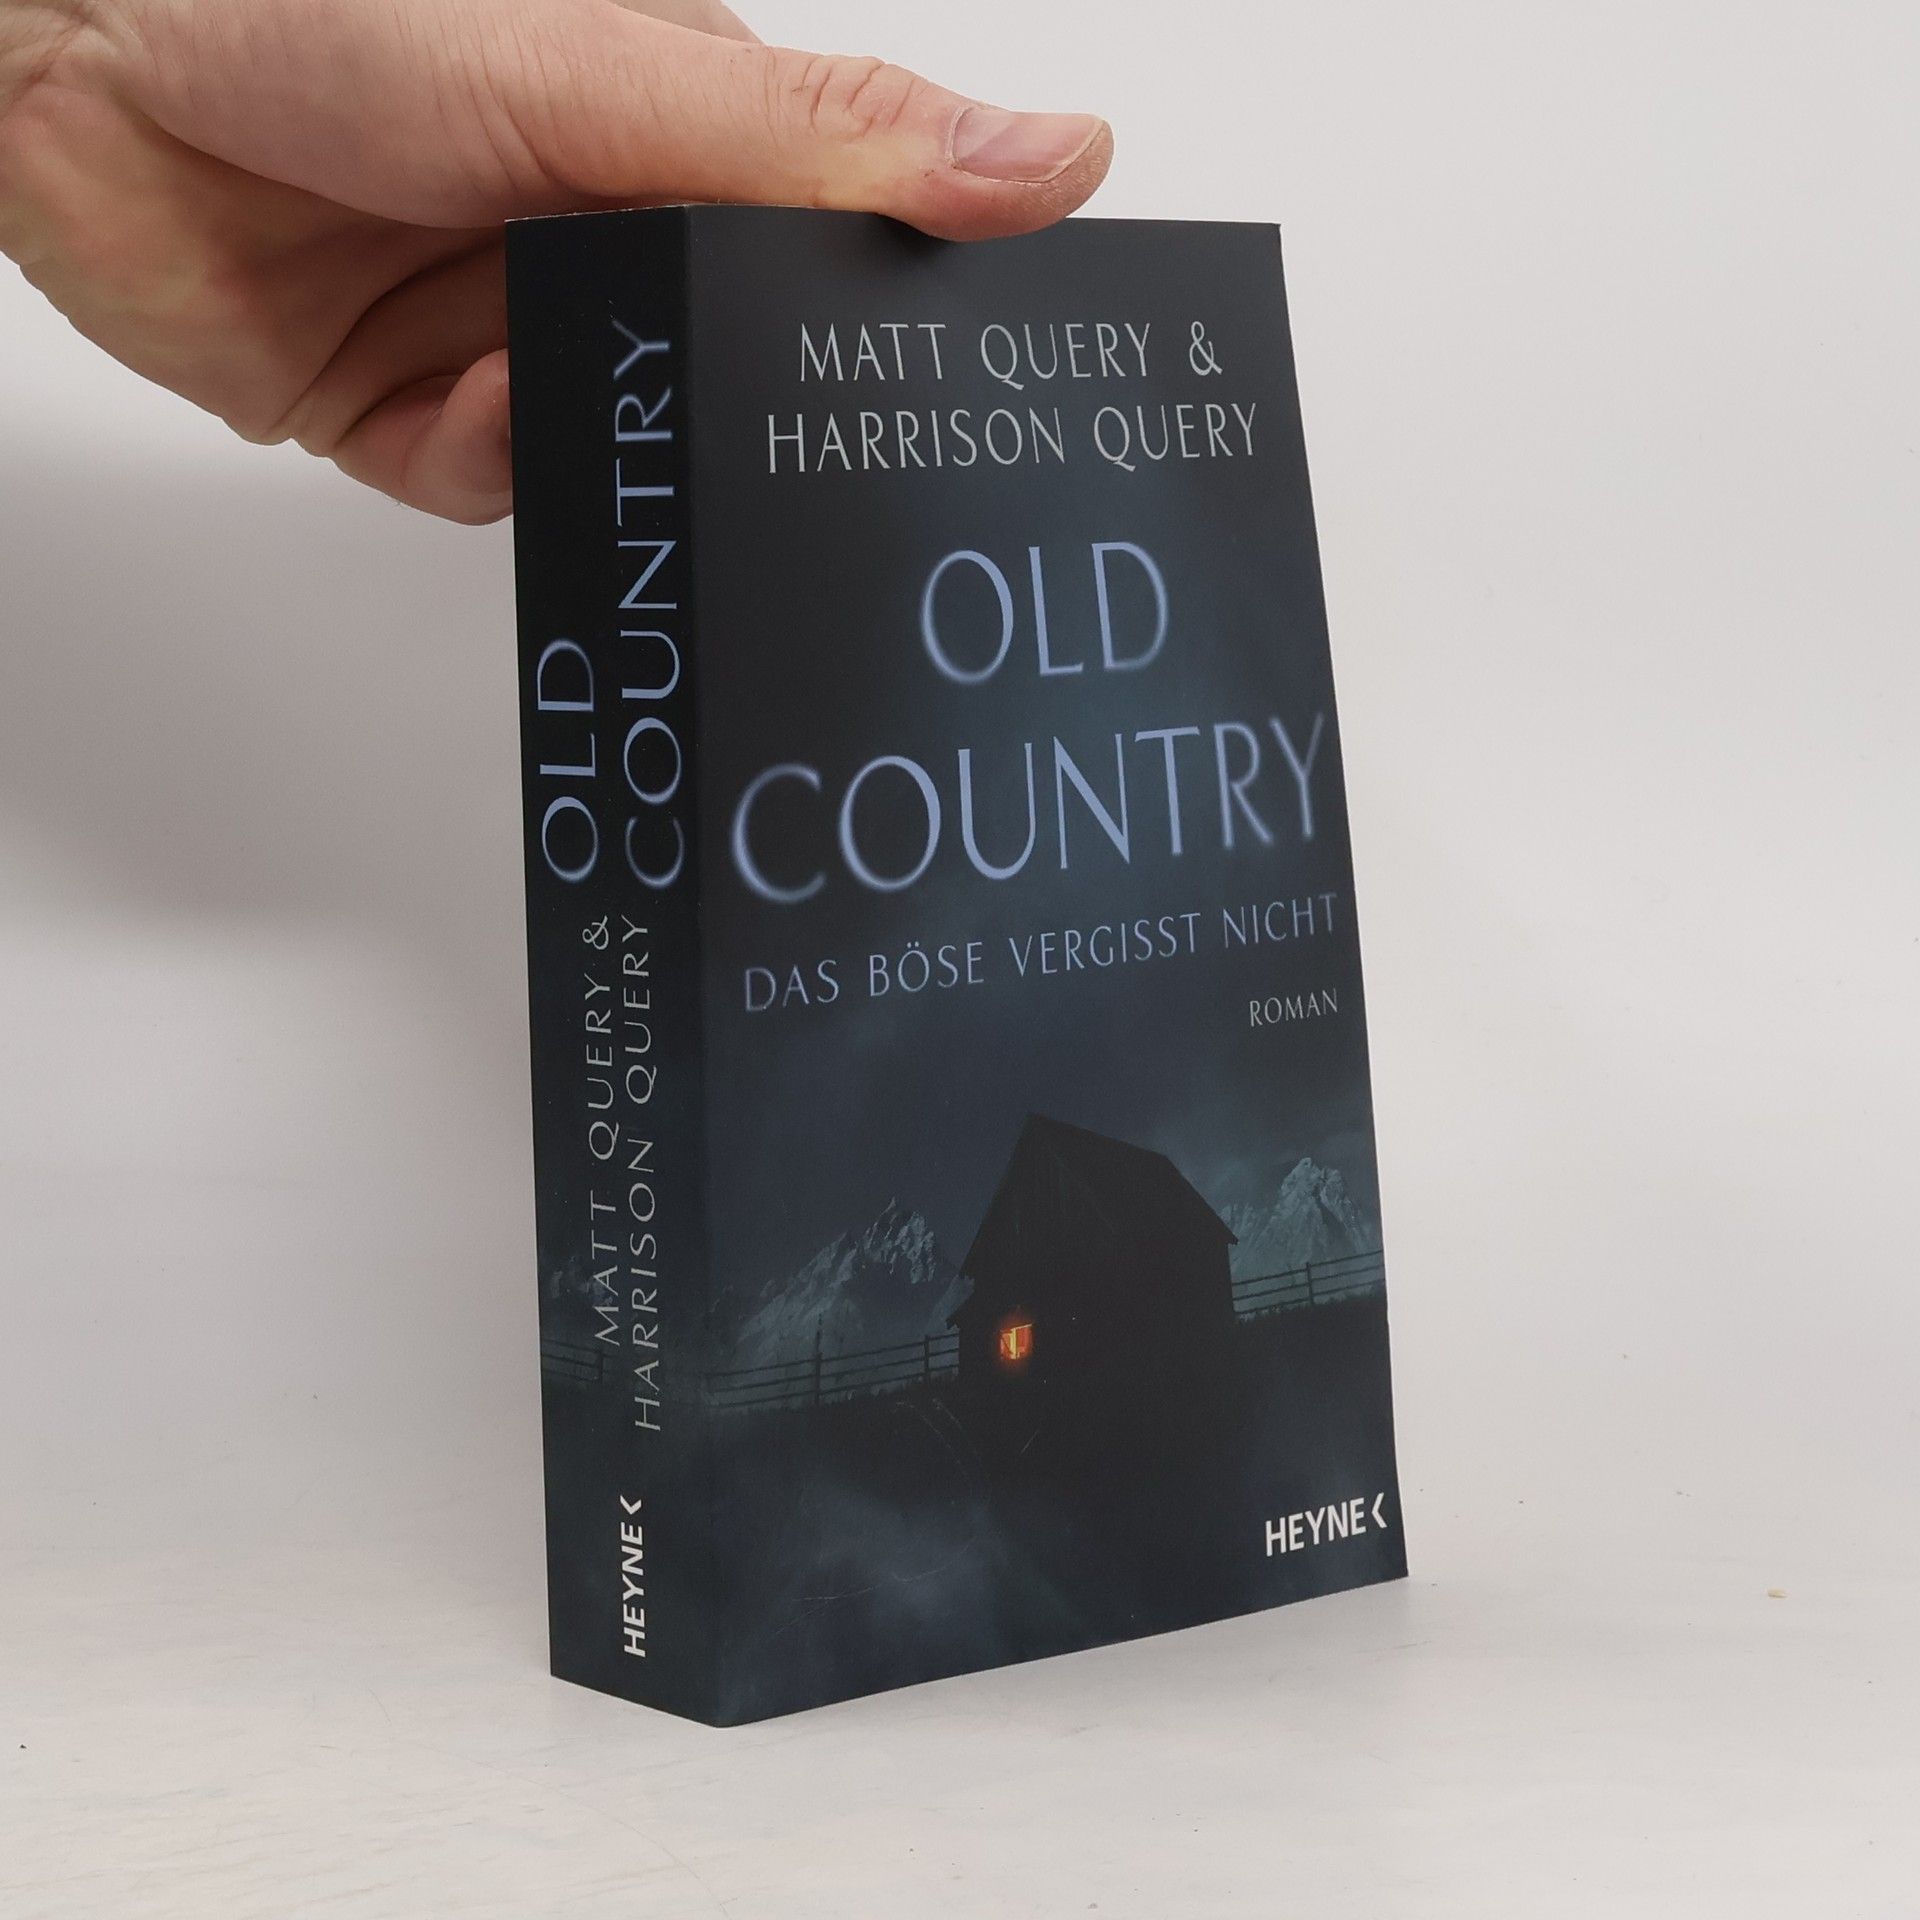 MATT QUERY &
HARRISON QUERY
OLD
COUNTRY
DAS BÖSE VERGISST NICHT
ROMAN
HEYNE
OLD
COUNTRY
MATT QUERY &
HARRISON QUERY
HEYNE